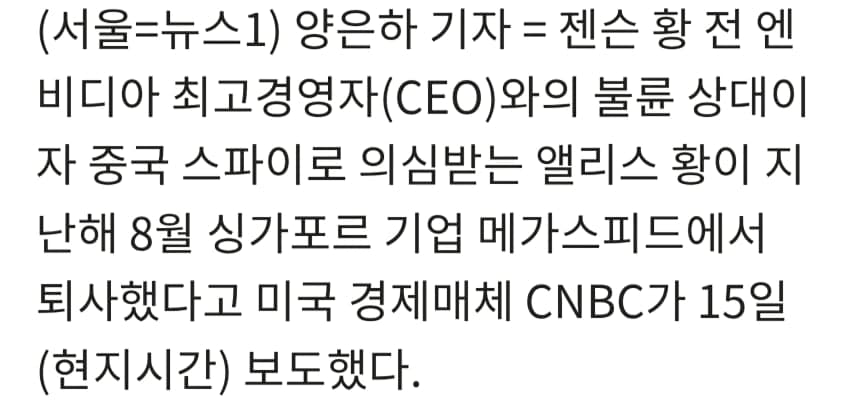 (서울=뉴스1) 양은하 기자 = 젠슨 황 전 엔
비디아 최고경영자(CEO)와의 불륜 상대이
자 중국 스파이로 의심받는 앨리스 황이 지
난해 8월 싱가포르 기업 메가스피드에서
퇴사했다고 미국 경제매체 CNBC가 15일
(현지시간) 보도했다.